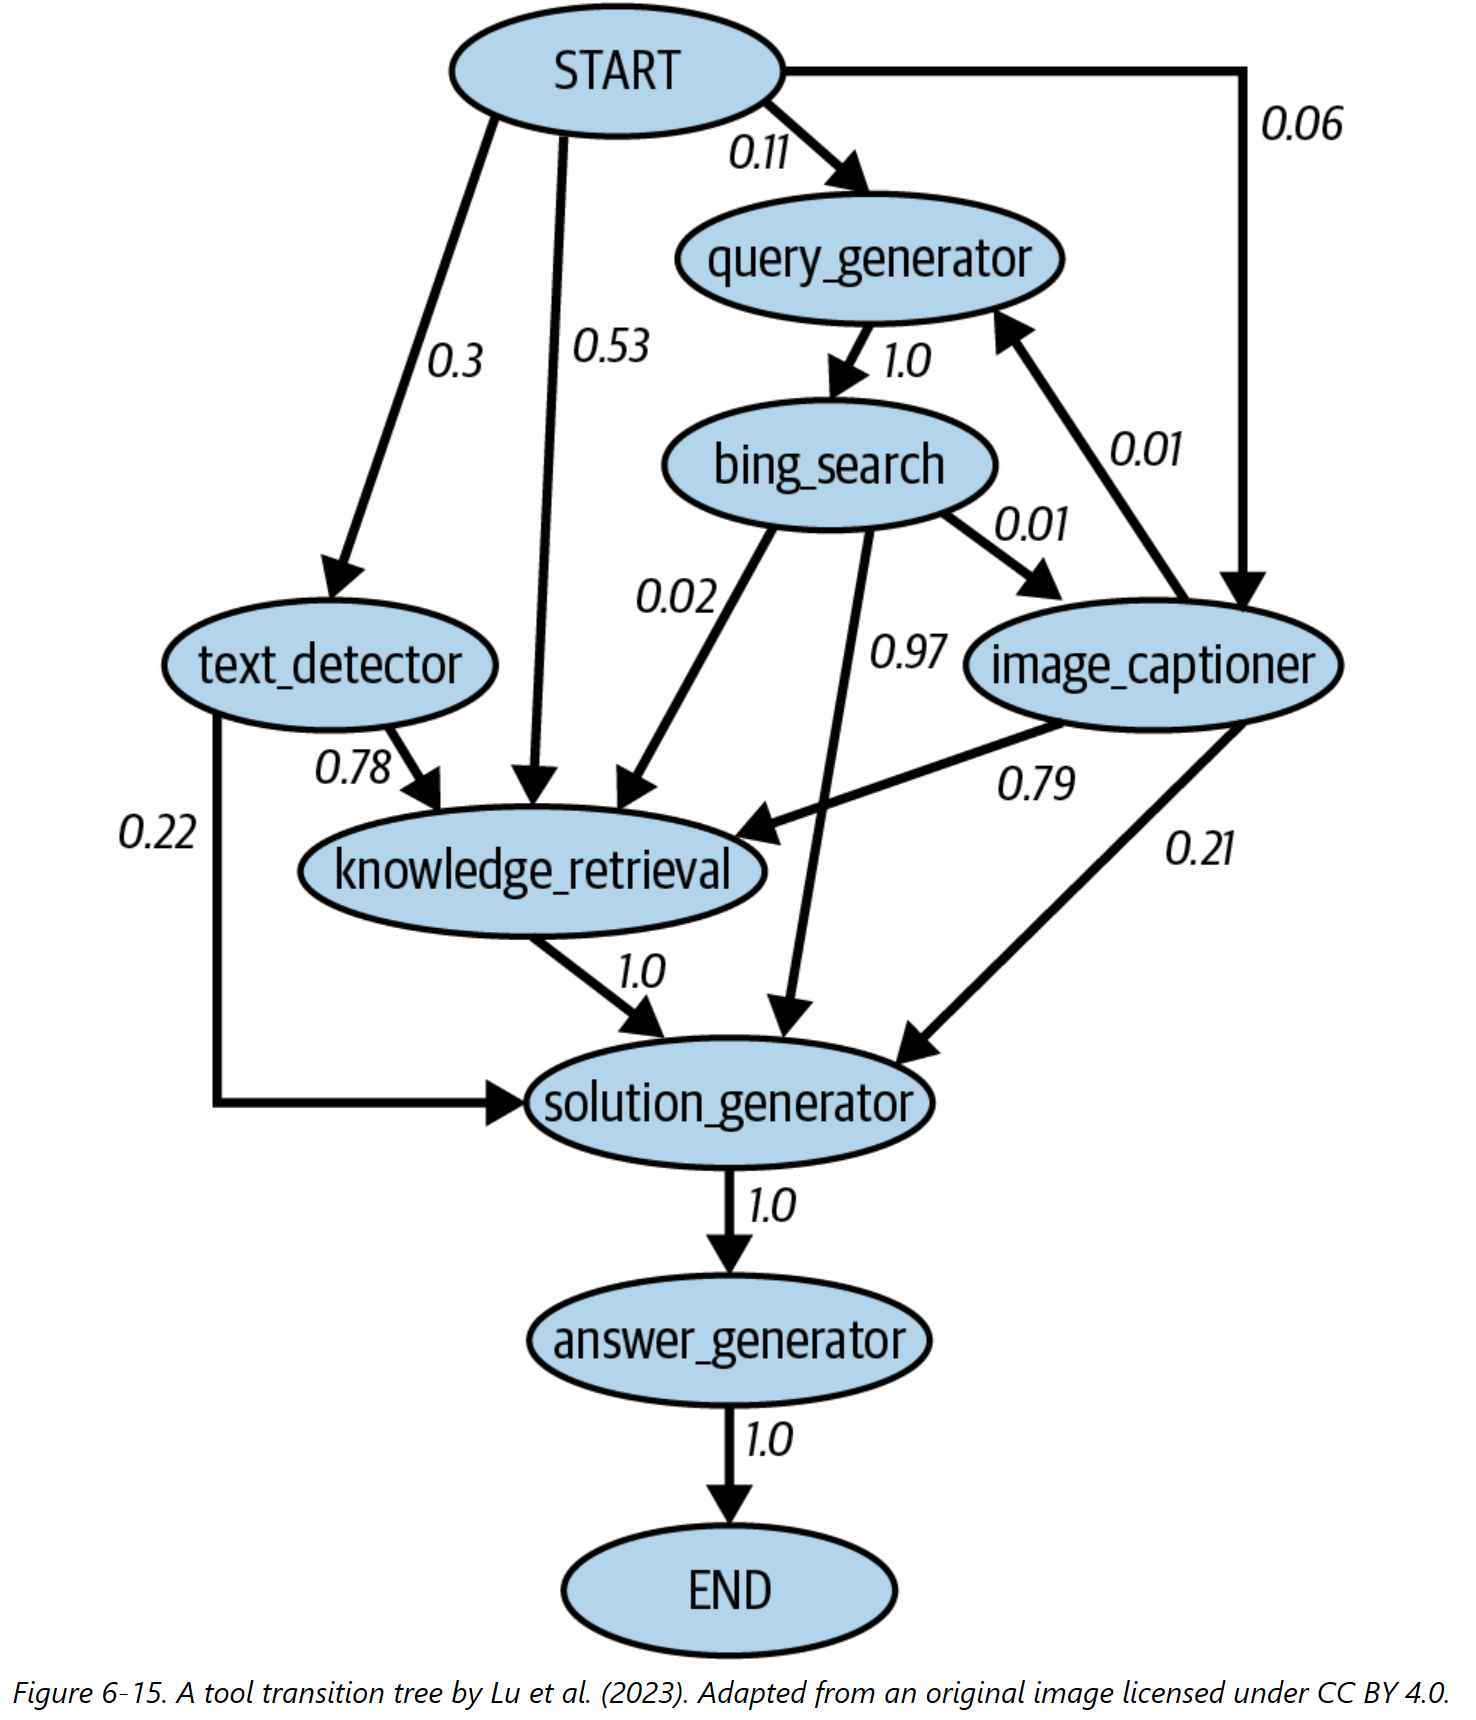 START
0.06
0.11
query_generator
0.3
0.53
1.0
bing_search
0.01
0.01
0.02
0.97
text_detector
image_captioner
0.78
0.79
0.22
0.21
knowledge_retrieval
1.0
solution_generator
1.0
answer_generator
1.0
END
Figure 6-15. A tool transition tree by Lu et al. (2023). Adapted from an original image licensed under CC BY 4.0.